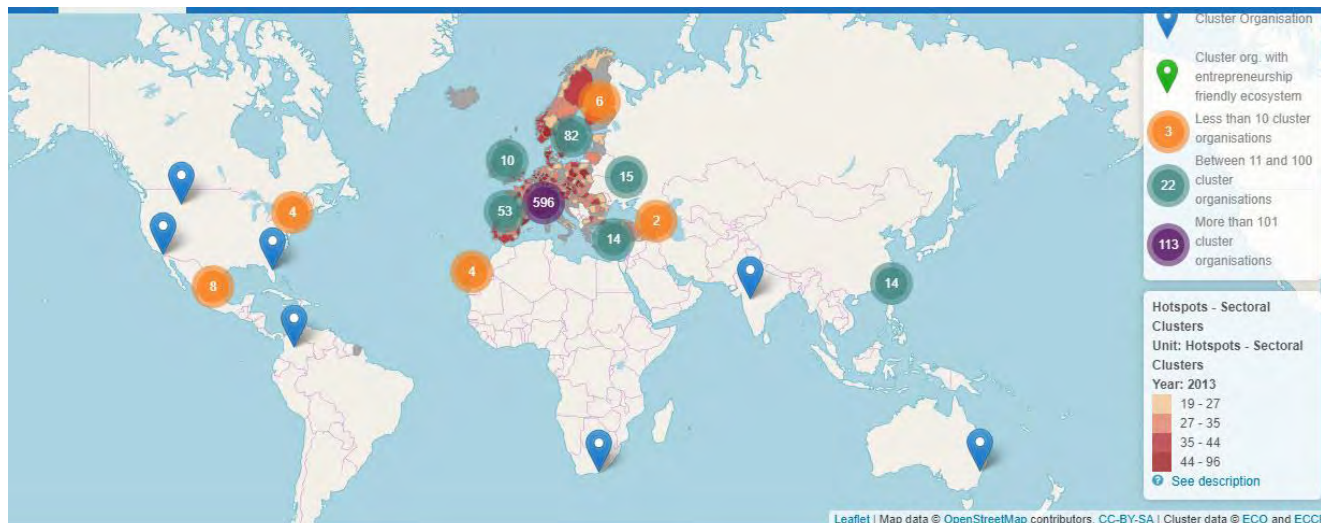 Cluster Organisation
Cluster org. with
entrepreneurship
friendly ecosystem
3
Less than 10 cluster
organisations
22
Between 11 and 100
cluster
organisations
113
More than 101
cluster
organisations
6
82
10
15
596
53
4
2
14
4
8
14
Hotspots - Sectoral
Clusters
Unit: Hotspots - Sectoral
Clusters
Year: 2013
19 - 27
27 - 35
35 - 44
44 - 96
? See description
Leaflet | Map data © OpenStreetMap contributors, CC-BY-SA | Cluster data © ECO and